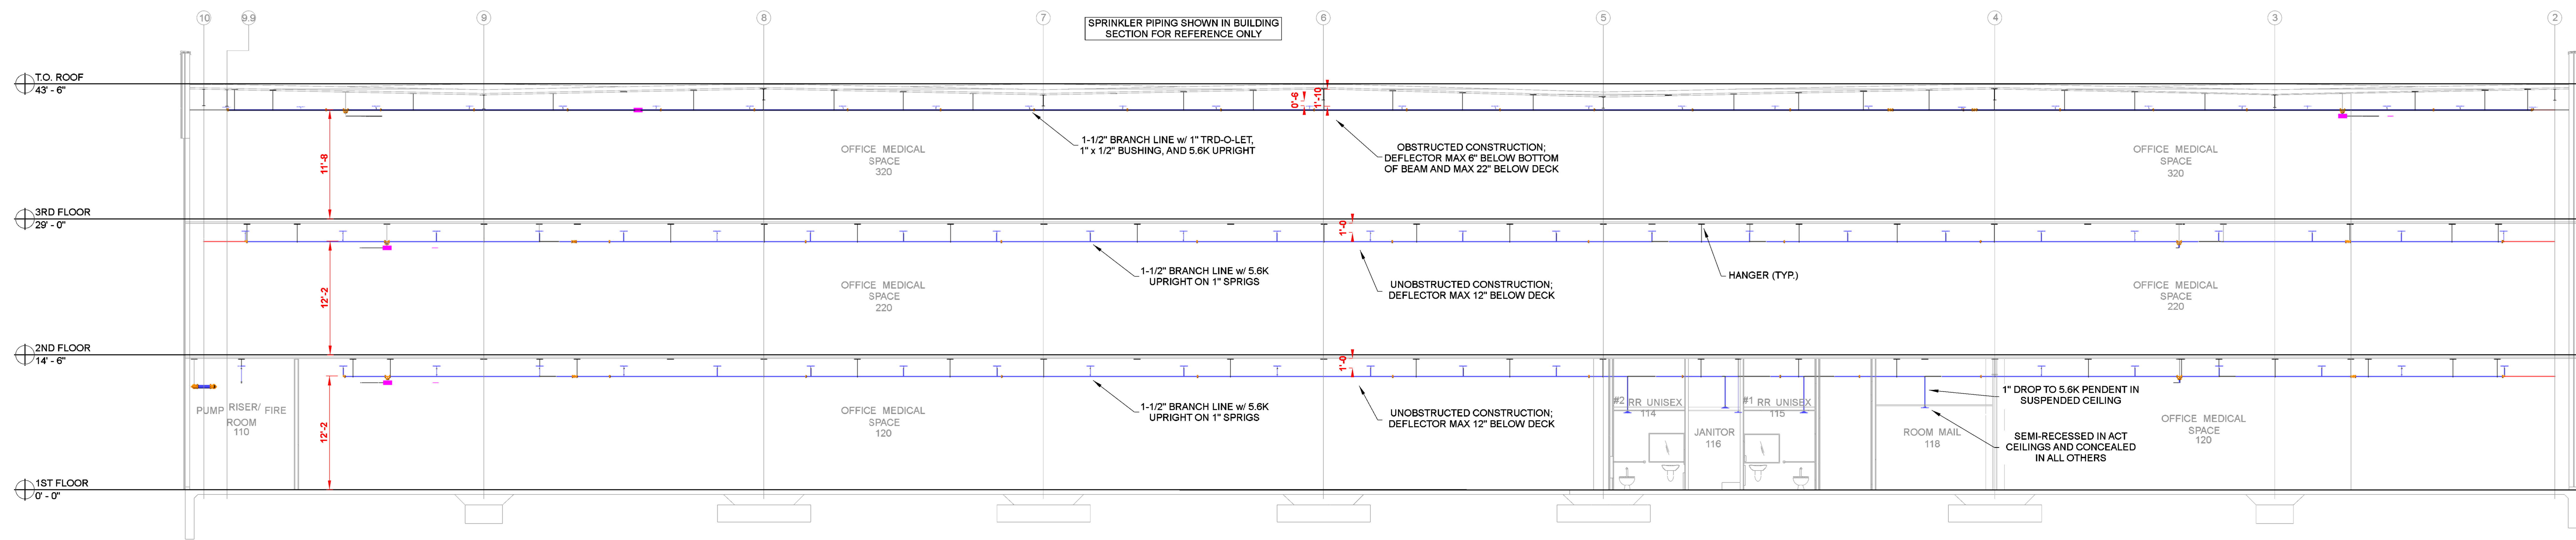 10
9.9
9
8
7
SPRINKLER PIPING SHOWN IN BUILDING
SECTION FOR REFERENCE ONLY
6
5
4
3
2
T.O. ROOF
43' - 6"
0'-6
1'-10
11'-8
OFFICE MEDICAL
SPACE
320
1-1/2" BRANCH LINE w/ 1" TRD-O-LET,
1" x 1/2" BUSHING, AND 5.6K UPRIGHT
OBSTRUCTED CONSTRUCTION;
DEFLECTOR MAX 6" BELOW BOTTOM
OF BEAM AND MAX 22" BELOW DECK
OFFICE MEDICAL
SPACE
320
3RD FLOOR
29' - 0"
1'-0
12'-2
OFFICE MEDICAL
SPACE
220
1-1/2" BRANCH LINE w/ 5.6K
UPRIGHT ON 1" SPRIGS
UNOBSTRUCTED CONSTRUCTION;
DEFLECTOR MAX 12" BELOW DECK
HANGER (TYP.)
OFFICE MEDICAL
SPACE
220
2ND FLOOR
14' - 6"
1'-0
12'-2
PUMP RISER/ FIRE
ROOM
110
OFFICE MEDICAL
SPACE
120
1-1/2" BRANCH LINE w/ 5.6K
UPRIGHT ON 1" SPRIGS
UNOBSTRUCTED CONSTRUCTION;
DEFLECTOR MAX 12" BELOW DECK
#2 RR UNISEX
114
JANITOR
116
#1 RR UNISEX
115
ROOM MAIL
118
1" DROP TO 5.6K PENDENT IN
SUSPENDED CEILING
SEMI-RECESSED IN ACT
CEILINGS AND CONCEALED
IN ALL OTHERS
OFFICE MEDICAL
SPACE
120
1ST FLOOR
0' - 0"